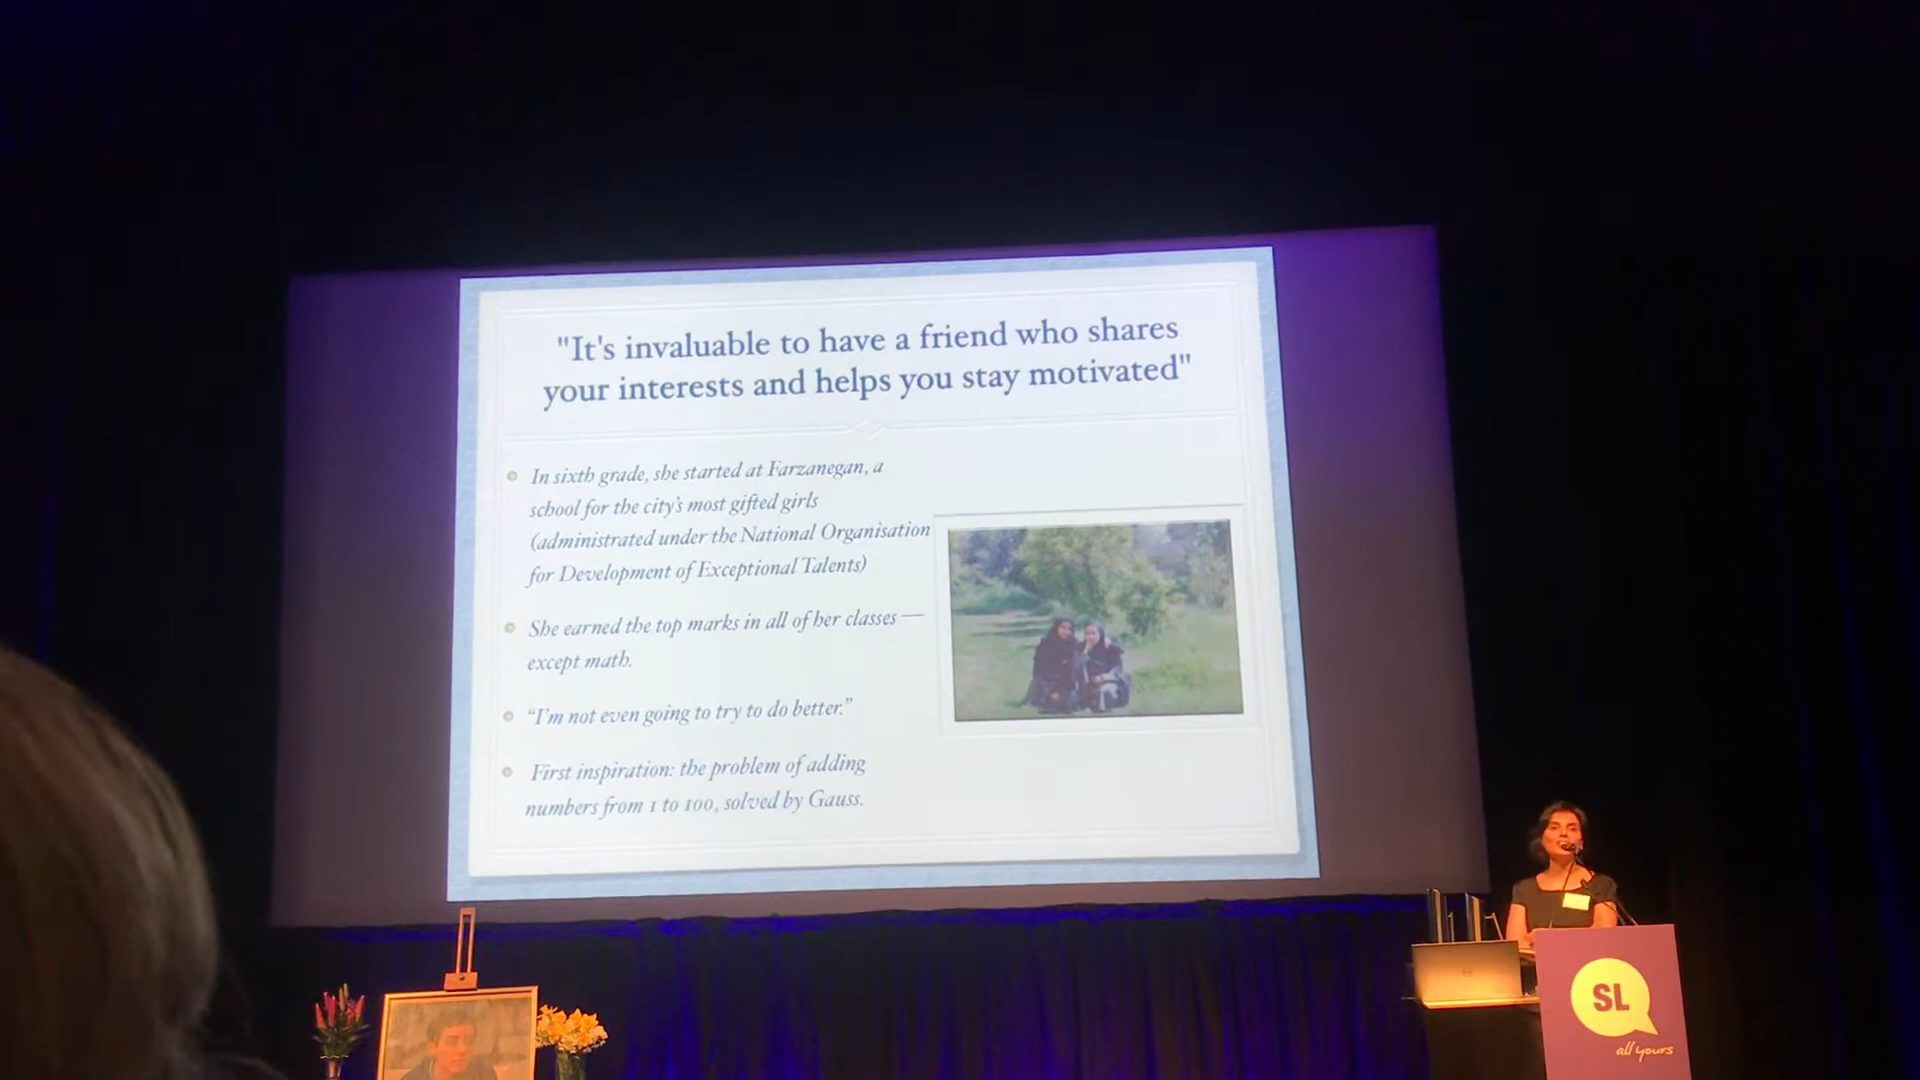 "It's invaluable to have a friend who shares
your interests and helps you stay motivated"
In sixth grade, she started at Farzanegan, a
school for the city's most gifted girls
(administrated under the National Organisation
for Development of Exceptional Talents)
She earned the top marks in all of her classes —
except math.
“I'm not even going to try to do better.”
First inspiration: the problem of adding
numbers from 1 to 100, solved by Gauss.
SL
all yours